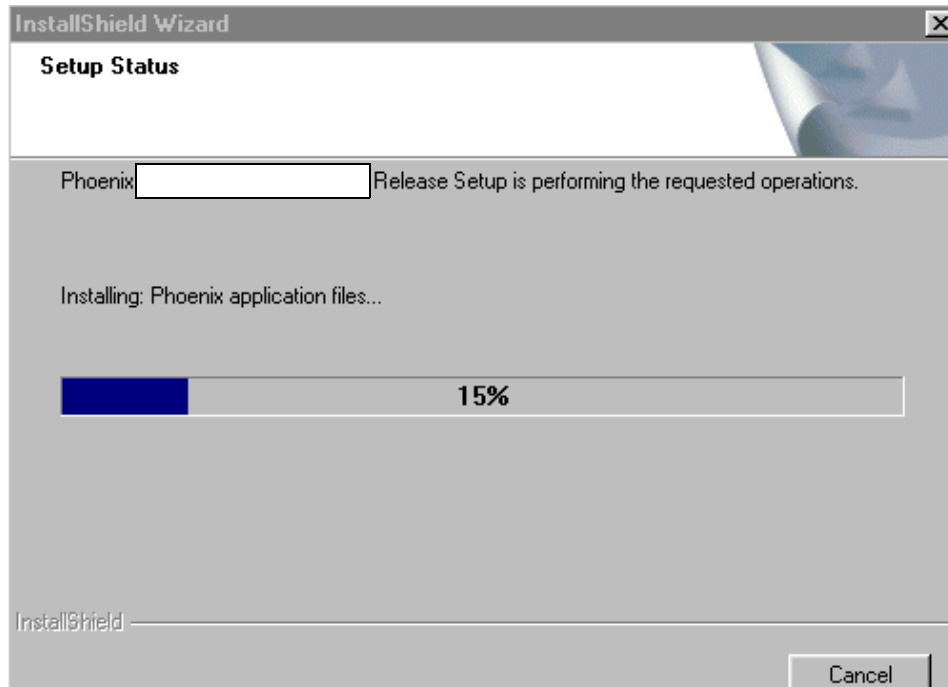 InstallShield Wizard
Setup Status
Phoenix Release Setup is performing the requested operations.
Installing: Phoenix application files...
15%
InstallShield
Cancel